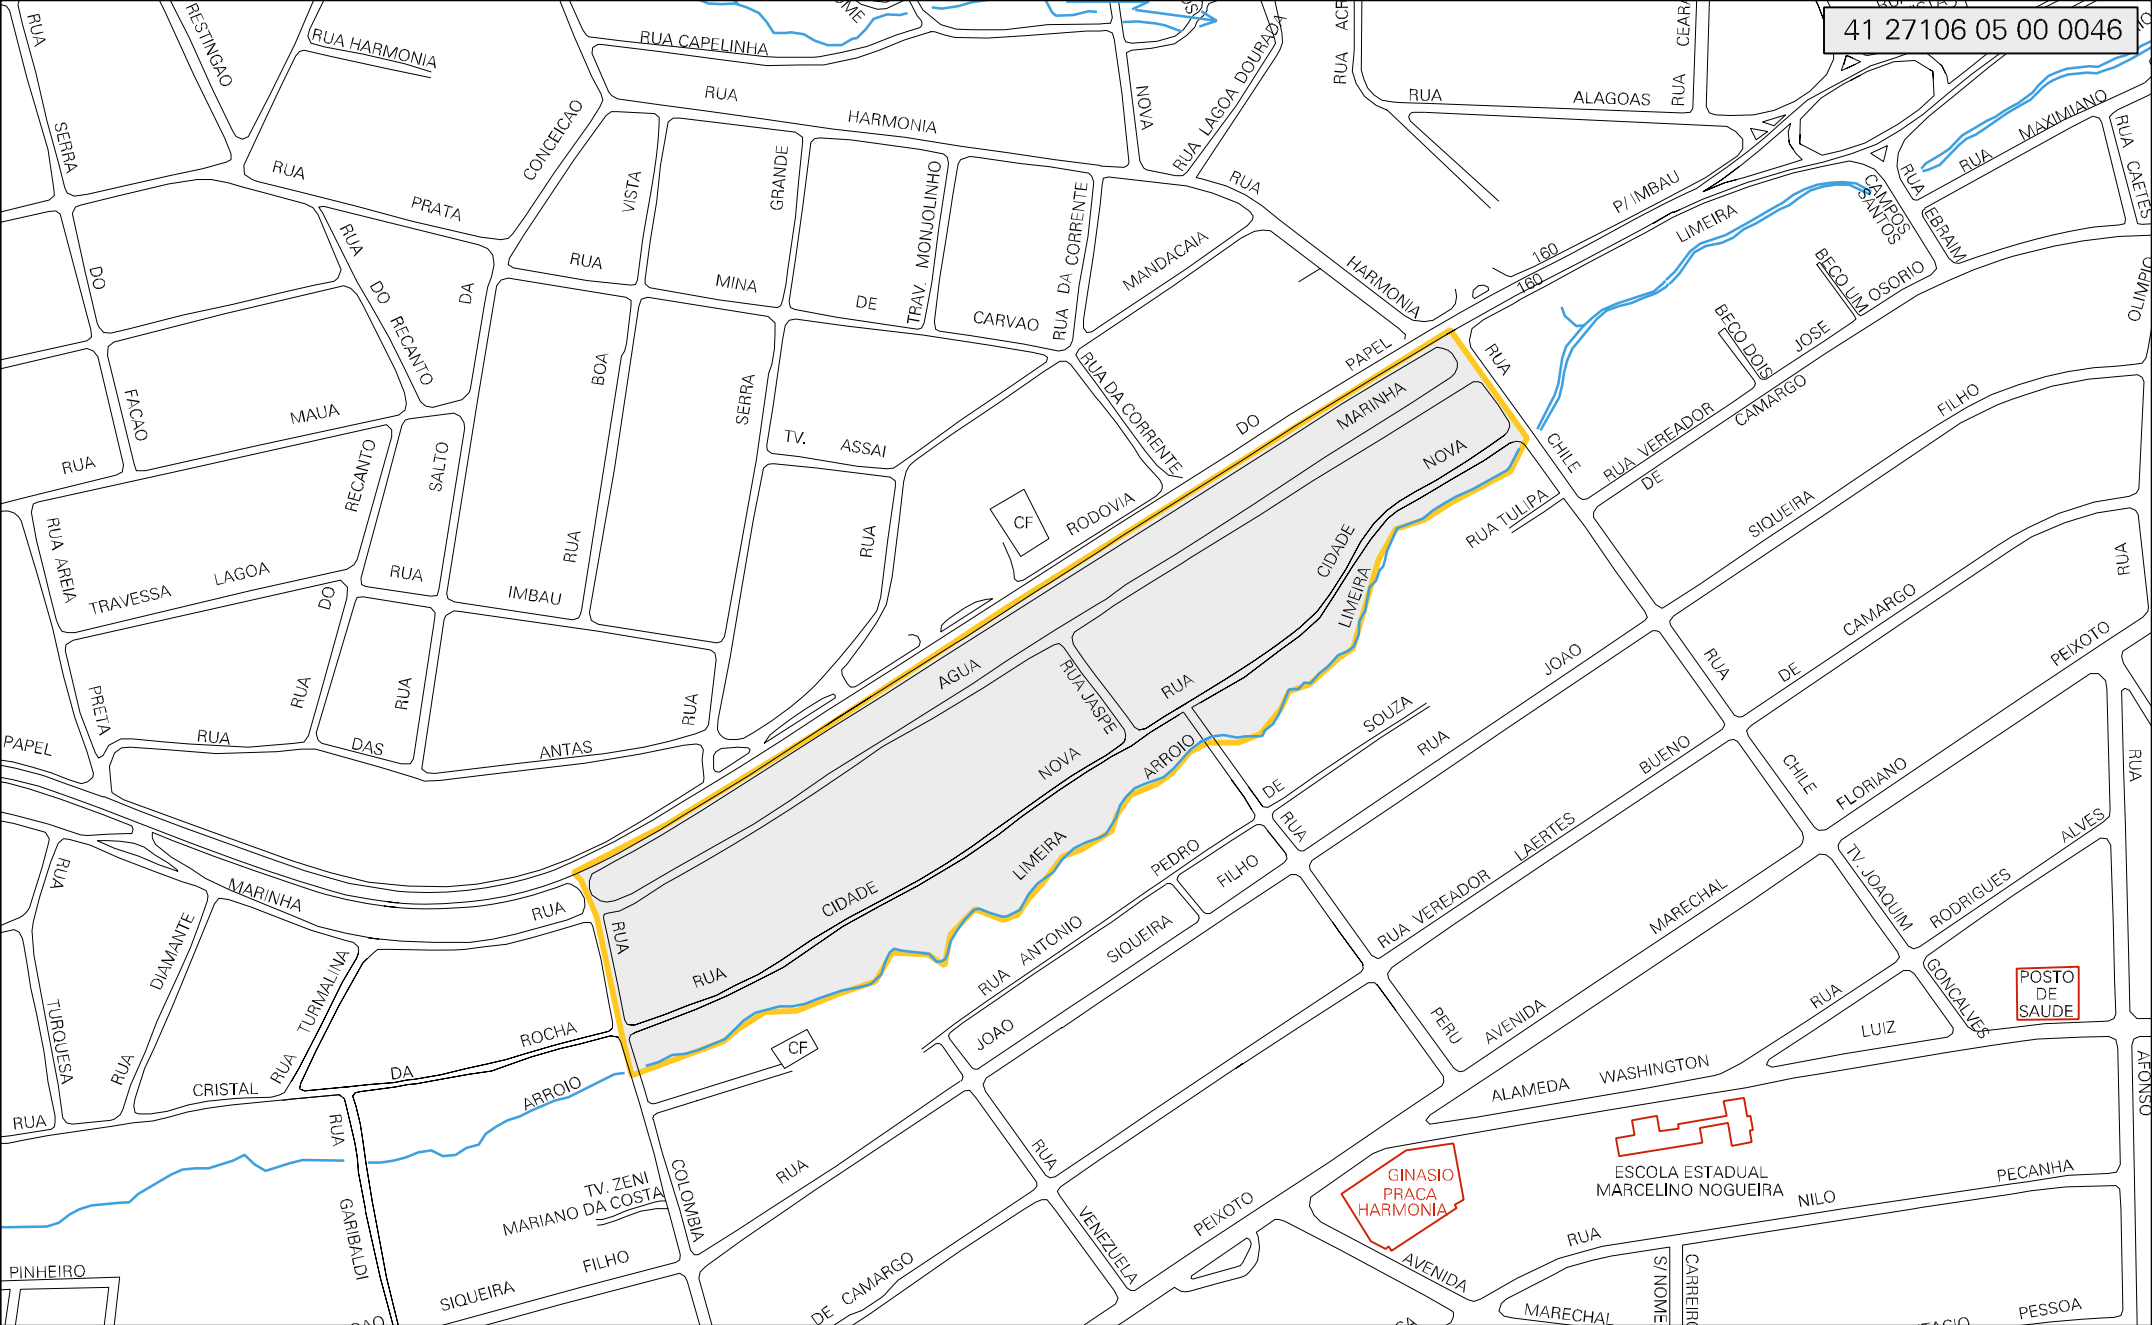 41 27106 05 00 0046
RUA
RESTINGAO
RUA HARMONIA
RUA CAPELINHA
RUA
HARMONIA
NOVA
RUA LAGOA DOURADA
RUA
RUA
ALAGOAS
RUA
RUA
MAXIMIANO
RUA CAETES
SERRA
RUA
PRATA
CONCEICAO
VISTA
GRANDE
TRAV. MONJOLINHO
RUA DA CORRENTE
RUA
MANDACAIA
HARMONIA
P/ IMBAU
160
160
LIMEIRA
CAMPOS
SANTOS
RUA
EBRAIM
BECO UM
OSORIO
OLIMPIO
DO
RUA
DO
RECANTO
DA
RUA
MINA
DE
CARVAO
BECO DOIS
JOSE
CAMARGO
FACAO
MAUA
RUA
BOA
SERRA
TV.
ASSAI
RUA DA CORRENTE
PAPEL
MARINHA
RUA
DO
NOVA
CHILE
RUA VEREADOR
DE
FILHO
SIQUEIRA
RECANTO
SALTO
RUA AREIA
TRAVESSA
LAGOA
RUA
IMBAU
RUA
RUA
CF
RODOVIA
RUA TULIPA
CIDADE
LIMEIRA
RUA
CAMARGO
DE
PEIXOTO
DO
RUA
RUA
PRETA
RUA
DAS
ANTAS
RUA
AGUA
RUA JASPE
RUA
JOAO
RUA
PAPEL
NOVA
ARROIO
SOUZA
DE
RUA
RUA
BUENO
CHILE
FLORIANO
RUA
ALVES
LIMEIRA
PEDRO
FILHO
LAERTES
RUA VEREADOR
MARECHAL
TV. JOAQUIM
RODRIGUES
RUA
MARINHA
RUA
CIDADE
RUA
DIAMANTE
TURMALINA
RUA
RUA ANTONIO
SIQUEIRA
JOAO
GONCALVES
POSTO
DE
SAUDE
PERU
AVENIDA
RUA
LUIZ
TURQUESA
RUA
RUA
ROCHA
DA
CRISTAL
RUA
ARROIO
CF
ALAMEDA
WASHINGTON
AFONSO
RUA
ESCOLA ESTADUAL
MARCELINO NOGUEIRA
GINASIO
PRACA
HARMONIA
RUA
RUA
COLOMBIA
TV. ZENI
MARIANO DA COSTA
GARIBALDI
FILHO
SIQUEIRA
VENEZUELA
PEIXOTO
AVENIDA
RUA
NILO
PECANHA
S/ NOME
PINHEIRO
DE
CAMARGO
MARECHAL
PESSOA